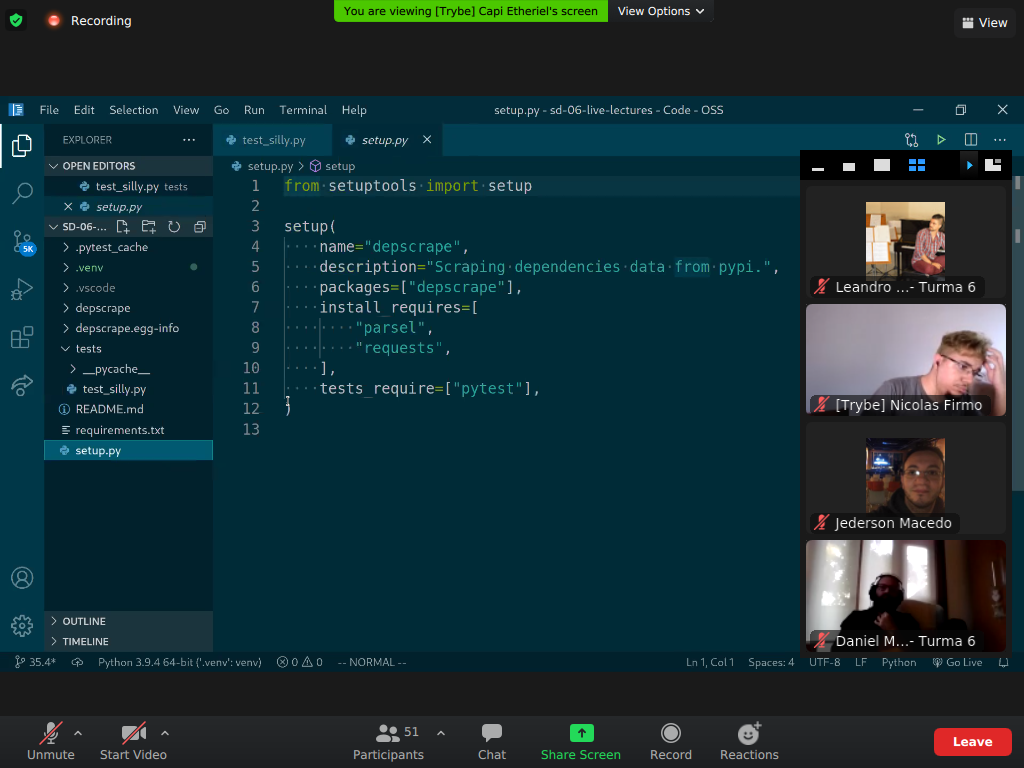 You are viewing [Trybe] Capi Etheriel's screen
View Options
Recording
View
File Edit Selection View Go Run Terminal Help
setup.py - sd-06-live-lectures - Code - OSS
EXPLORER
OPEN EDITORS
test_silly.py tests
setup.py
SD-06-...
.pytest_cache
.venv
.vscode
depscrape
depscrape.egg-info
tests
__pycache__
test_silly.py
README.md
requirements.txt
setup.py
OUTLINE
TIMELINE
5K
test_silly.py
setup.py
setup.py > setup
1 from·setuptools·import·setup
2
3 setup(
4 ····name="depscrape",
5 ····description="Scraping·dependencies·data·from·pypi.",
6 ····packages=["depscrape"],
7 ····install_requires=[
8 ········"parsel",
9 ········"requests",
10 ····],
11 ····tests_require=["pytest"],
12 )
13
Leandro ...- Turma 6
[Trybe] Nicolas Firmo
Jederson Macedo
Daniel M...- Turma 6
35.4* Python 3.9.4 64-bit ('.venv': venv) 0 0 -- NORMAL -- Ln 1, Col 1 Spaces: 4 UTF-8 LF Python Go Live
Unmute
Start Video
51
Participants
Chat
Share Screen
Record
Reactions
Leave